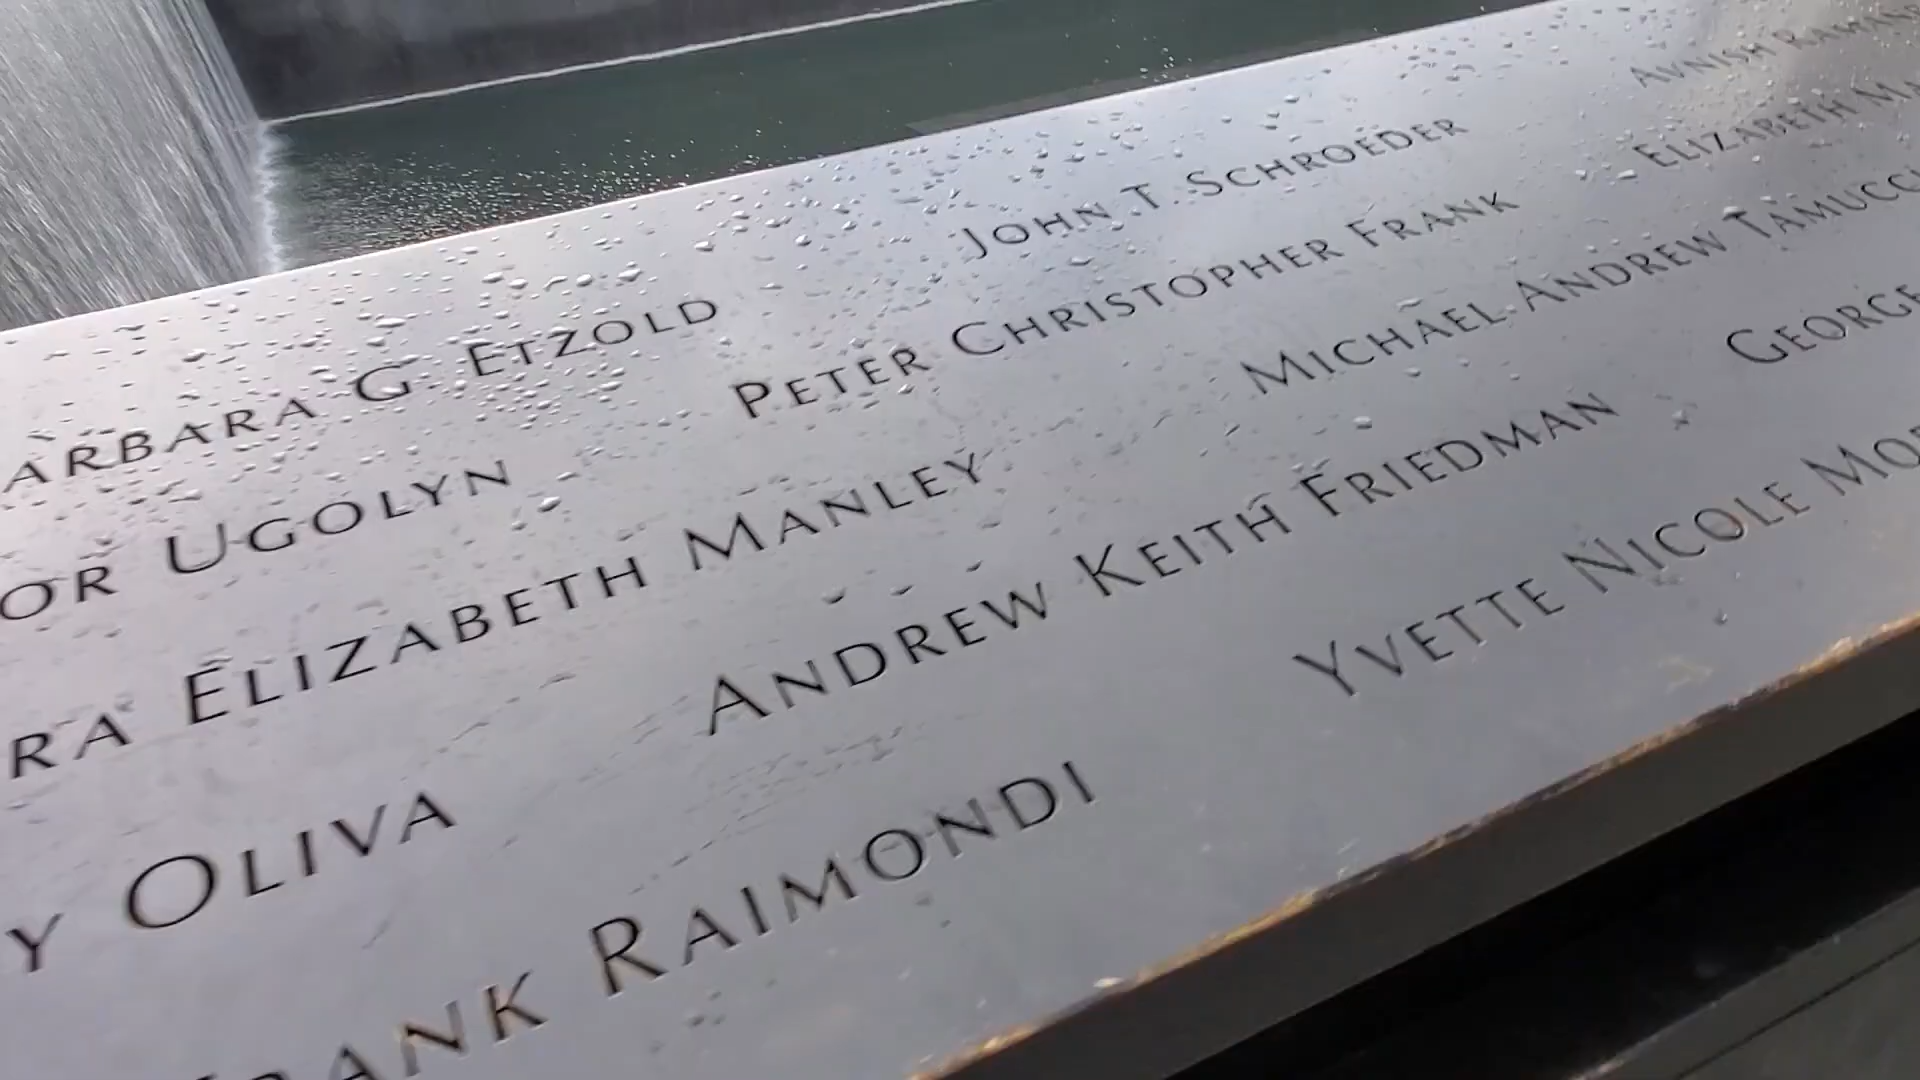 ARBARA G. ETZOLD JOHN T. SCHROEDER AVNISH
OR UGOLYN PETER CHRISTOPHER FRANK ELIZABETH MA
RA ELIZABETH MANLEY MICHAEL ANDREW TAMUCC
Y OLIVA ANDREW KEITH FRIEDMAN GEORGE
RANK RAIMONDI YVETTE NICOLE MO